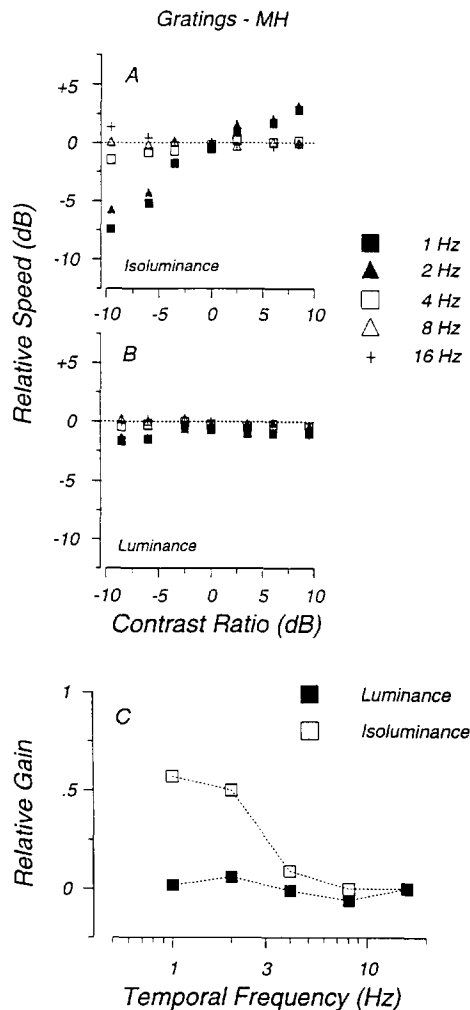 Gratings - MH
A
+5
0
-5
-10
Isoluminance
-10 -5 0 5 10
1 Hz
2 Hz
4 Hz
8 Hz
16 Hz
Relative Speed (dB)
B
+5
0
-5
-10
Luminance
-10 -5 0 5 10
Contrast Ratio (dB)
C
Luminance
Isoluminance
1
.5
0
Relative Gain
1 3 10
Temporal Frequency (Hz)